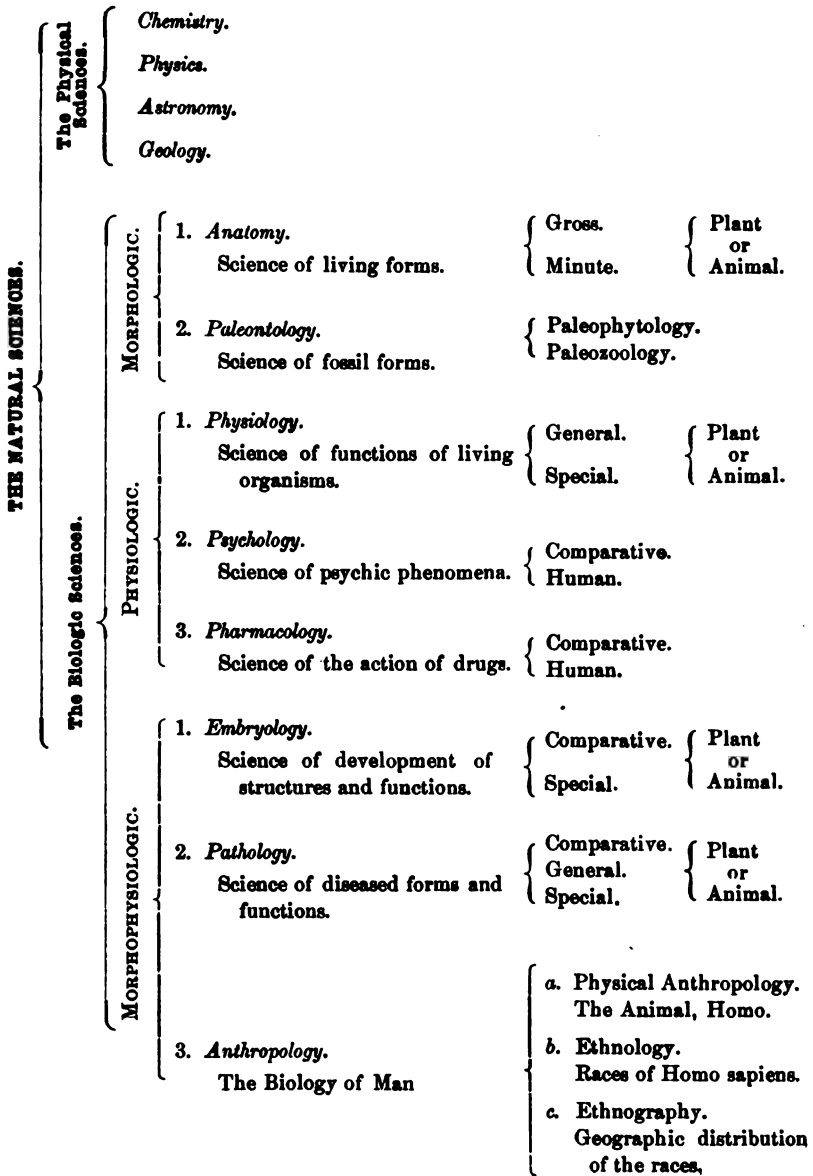 THE NATURAL SCIENCES.
The Physical
Sciences.
Chemistry.
Physics.
Astronomy.
Geology.
The Biologic Sciences.
MORPHOLOGIC.
1. Anatomy.
Science of living forms.
Gross.
Minute.
Plant
or
Animal.
2. Paleontology.
Science of fossil forms.
Paleophytology.
Paleozoology.
PHYSIOLOGIC.
1. Physiology.
Science of functions of living
organisms.
General.
Special.
Plant
or
Animal.
2. Psychology.
Science of psychic phenomena.
Comparative.
Human.
3. Pharmacology.
Science of the action of drugs.
Comparative.
Human.
MORPHOPHYSIOLOGIC.
1. Embryology.
Science of development of
structures and functions.
Comparative.
Special.
Plant
or
Animal.
2. Pathology.
Science of diseased forms and
functions.
Comparative.
General.
Special.
Plant
or
Animal.
3. Anthropology.
The Biology of Man
a. Physical Anthropology.
The Animal, Homo.
b. Ethnology.
Races of Homo sapiens.
c. Ethnography.
Geographic distribution
of the races,